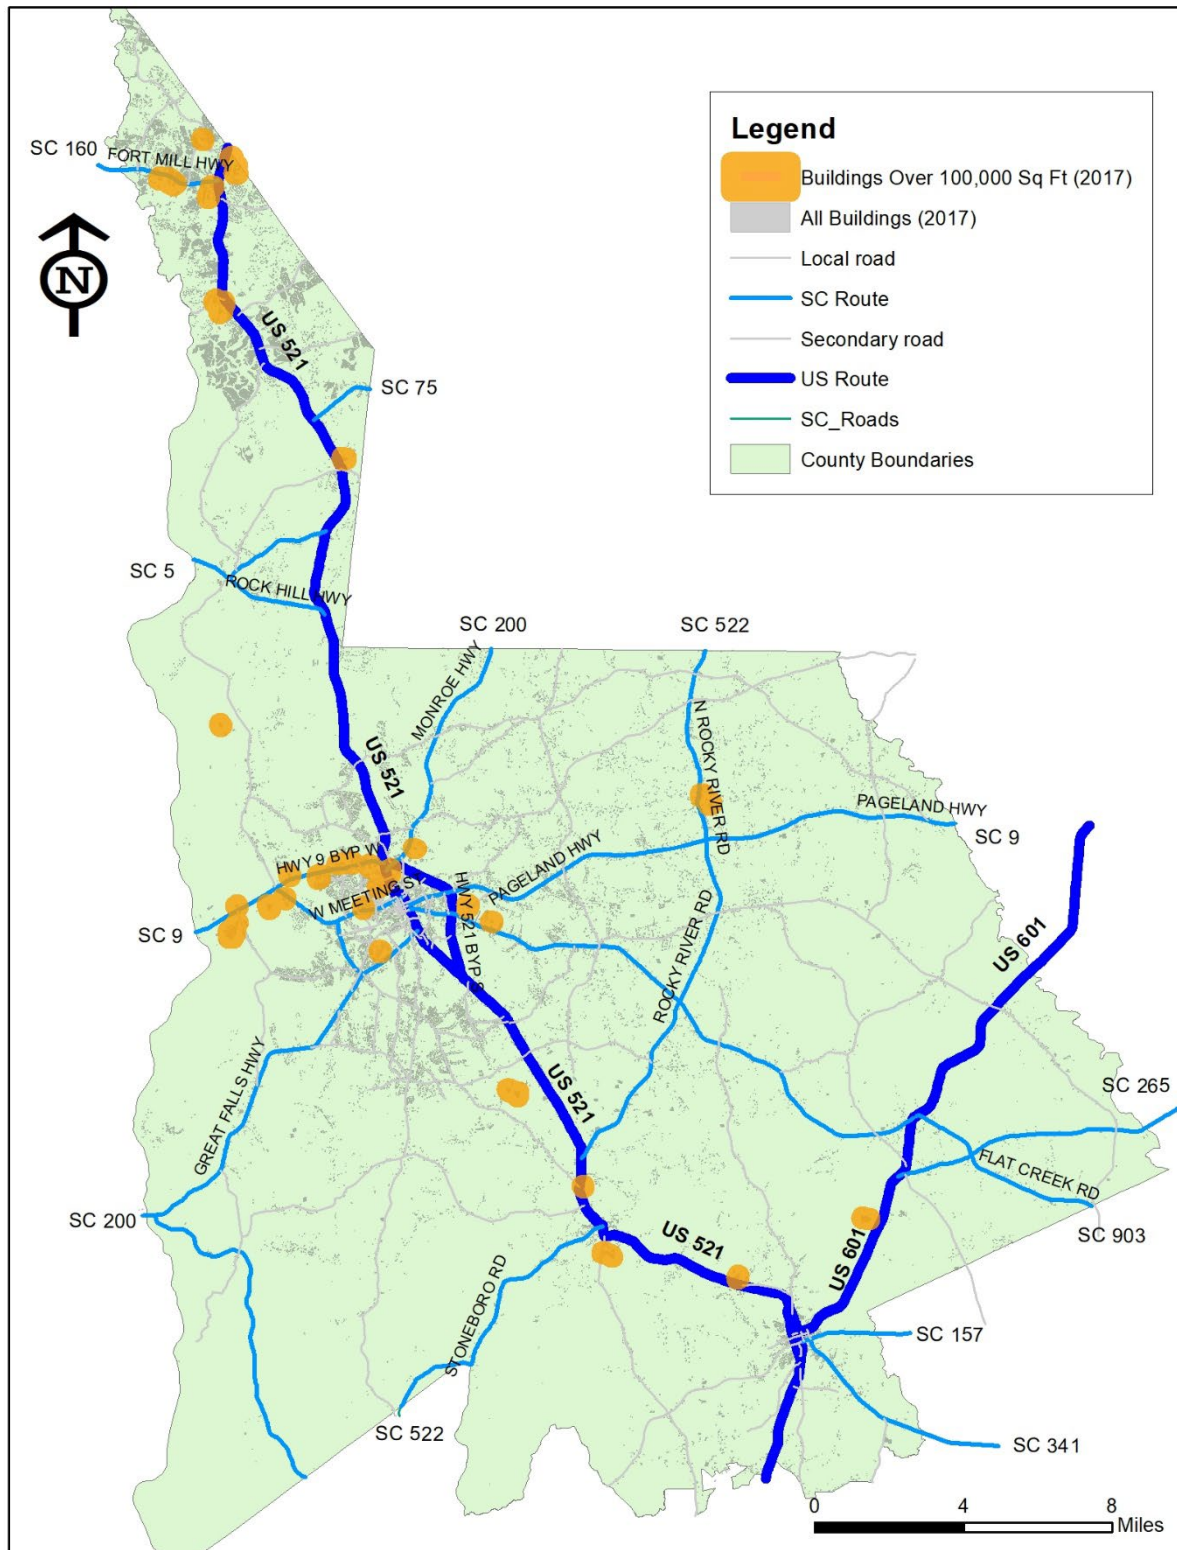 SC 160
FORT MILL HWY
N
Legend
Buildings Over 100,000 Sq Ft (2017)
All Buildings (2017)
Local road
SC Route
Secondary road
US Route
SC_Roads
County Boundaries
US 521
SC 75
SC 5
ROCK HILL HWY
SC 200
SC 522
MONROE HWY
N ROCKY RIVER RD
US 521
PAGELAND HWY
SC 9
HWY 9 BYP W
PAGELAND HWY
W MEETING ST
HWY 521 BYP S
SC 9
ROCKY RIVER RD
US 601
US 521
SC 265
GREAT FALLS HWY
FLAT CREEK RD
SC 200
SC 903
US 521
US 601
STONEBORO RD
SC 157
SC 522
SC 341
0 4 8
Miles